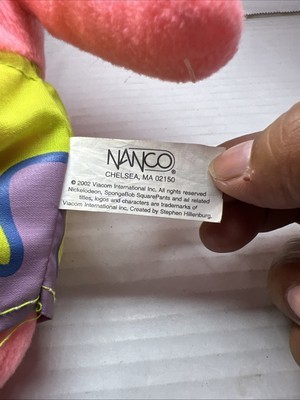 NANCO®
CHELSEA, MA 02150
© 2002 Viacom International Inc. All rights reserved
Nickelodeon, SpongeBob SquarePants and all related
titles, logos and characters are trademarks of
Viacom International Inc. Created by Stephen Hillenburg.